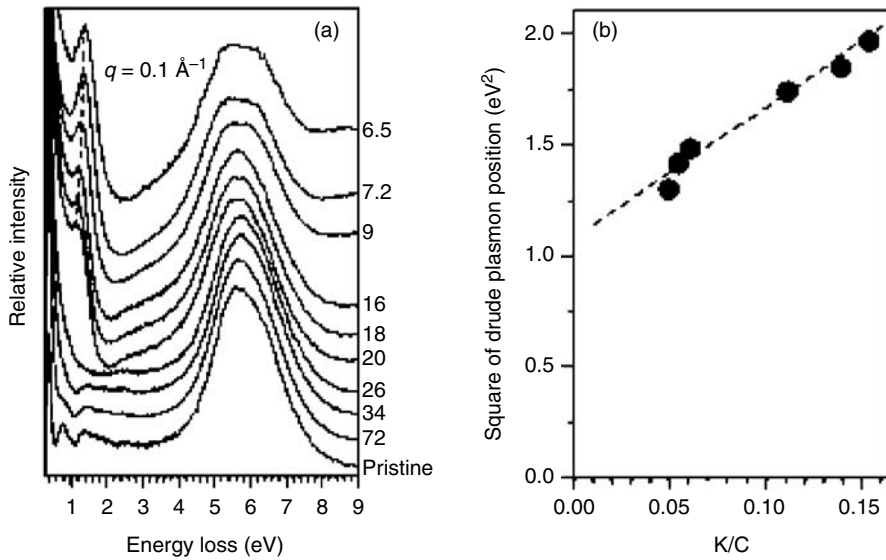 (a)
q = 0.1 Å⁻¹
6.5
7.2
9
16
18
20
26
34
72
Pristine
Relative intensity
1 2 3 4 5 6 7 8 9
Energy loss (eV)
(b)
2.0
1.5
1.0
0.5
0.0
Square of drude plasmon position (eV²)
0.00 0.05 0.10 0.15
K/C